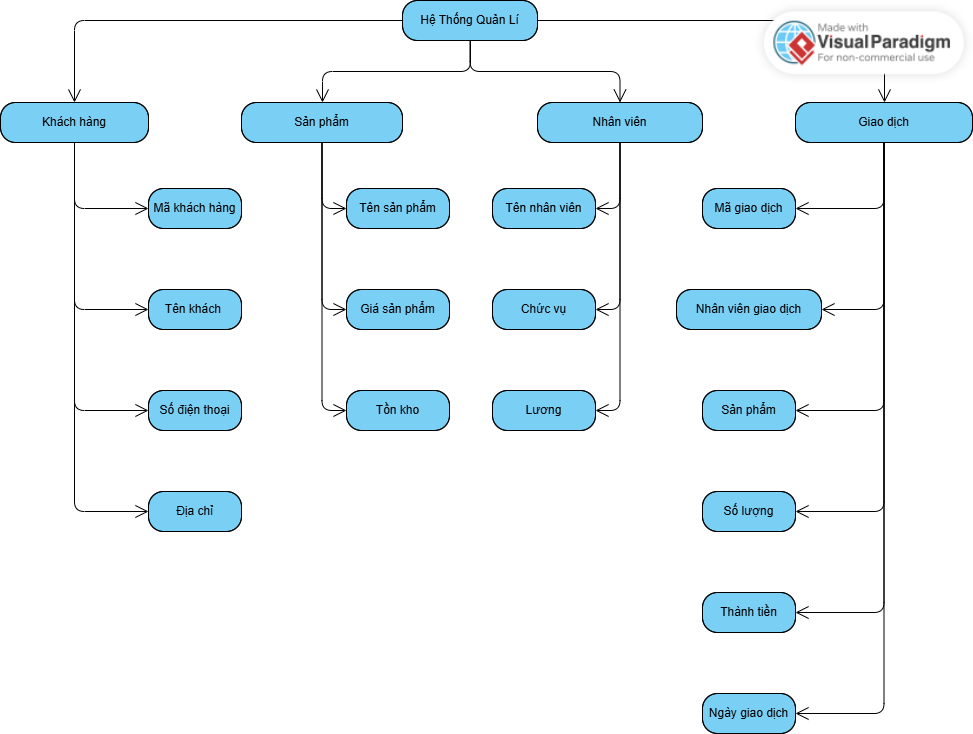 Hệ Thống Quản Lí
Made with
VisualParadigm
For non-commercial use
Khách hàng
Sản phẩm
Nhân viên
Giao dịch
Mã khách hàng
Tên sản phẩm
Tên nhân viên
Mã giao dịch
Tên khách
Giá sản phẩm
Chức vụ
Nhân viên giao dịch
Số điện thoại
Tồn kho
Lương
Sản phẩm
Địa chỉ
Số lượng
Thành tiền
Ngày giao dịch